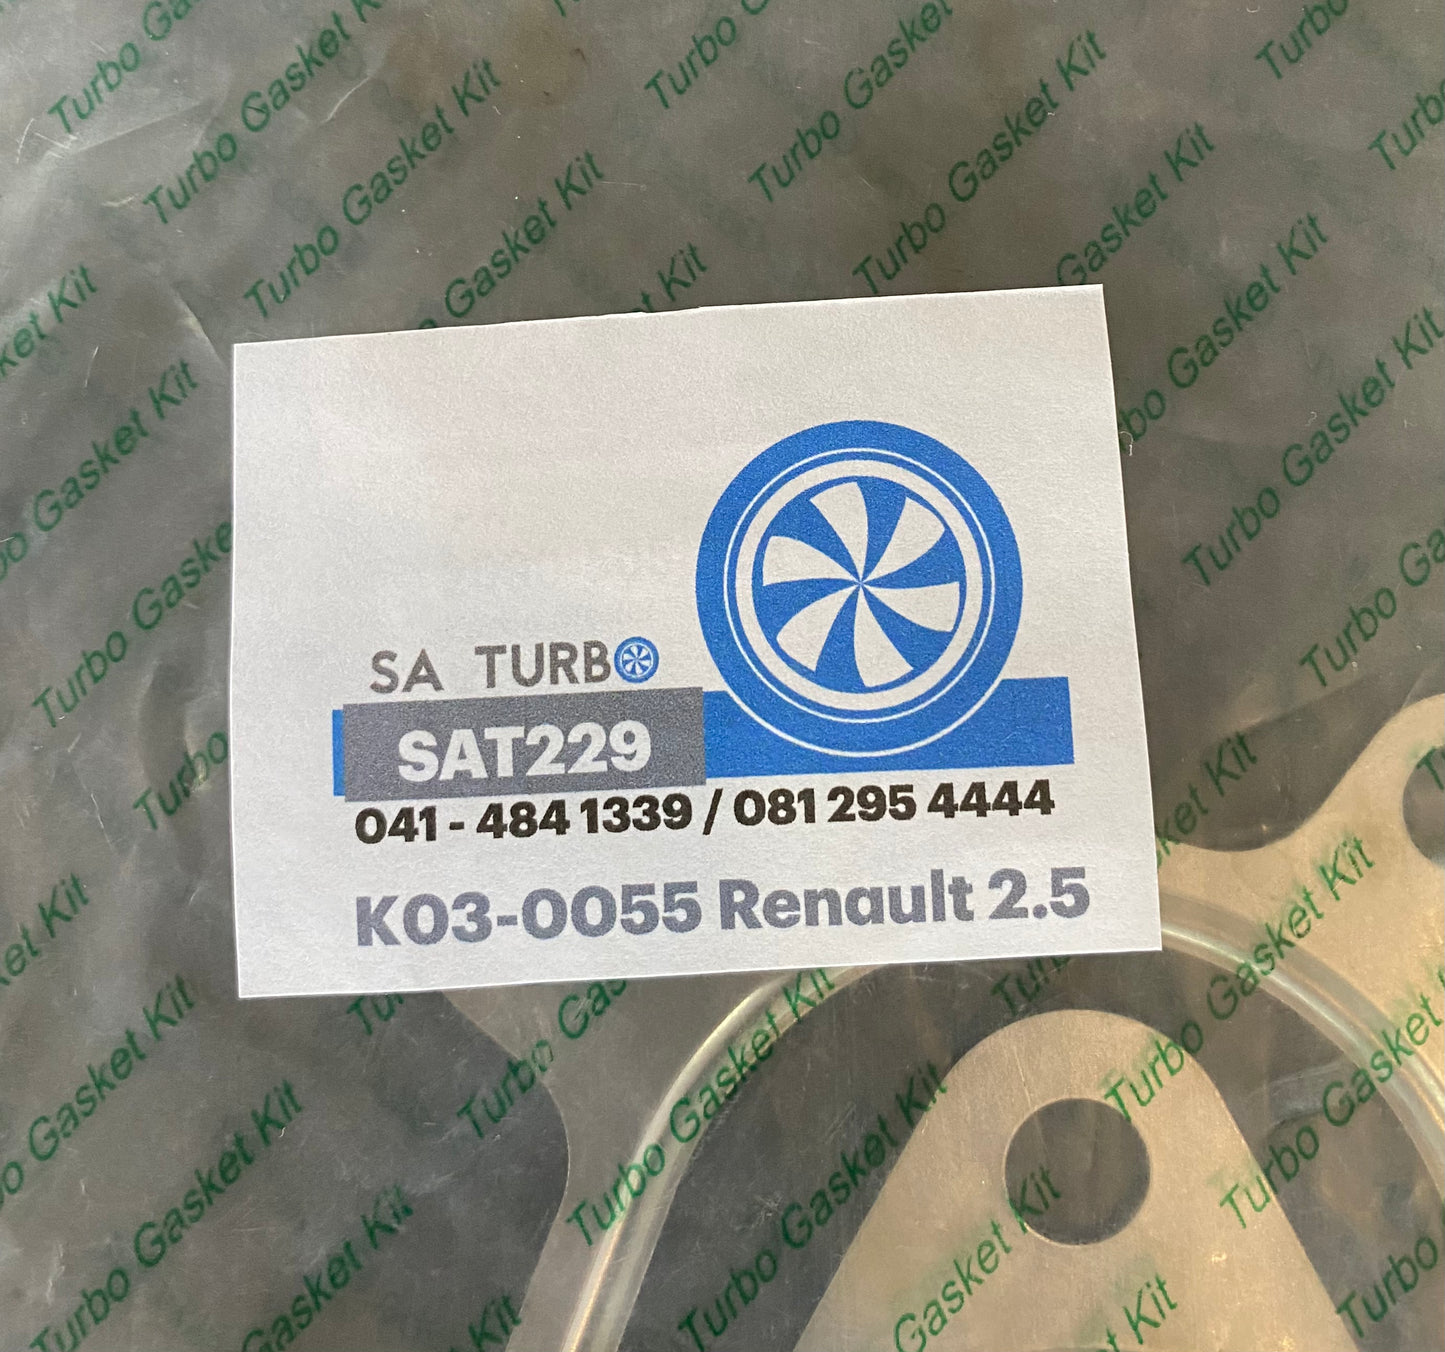 Turbo Gasket Kit
SA TURBO
SAT229
041 - 484 1339 / 081 295 4444
K03-0055 Renault 2.5